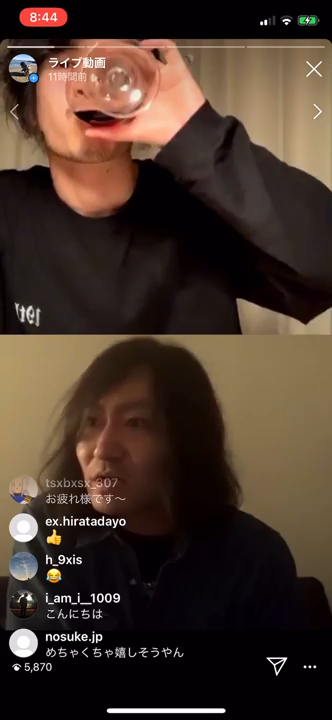 8:44
ライブ動画
11時間前
tsxbxsx_307
お疲れ様です〜
ex.hiratadayo
👍
h_9xis
😂
i_am_i__1009
こんにちは
nosuke.jp
めちゃくちゃ嬉しそうやん
5,870